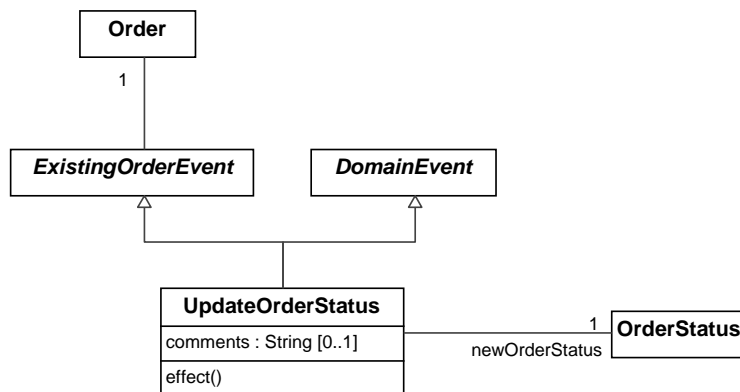 Order
1
ExistingOrderEvent
DomainEvent
UpdateOrderStatus
comments : String [0..1]
effect()
1
newOrderStatus
OrderStatus